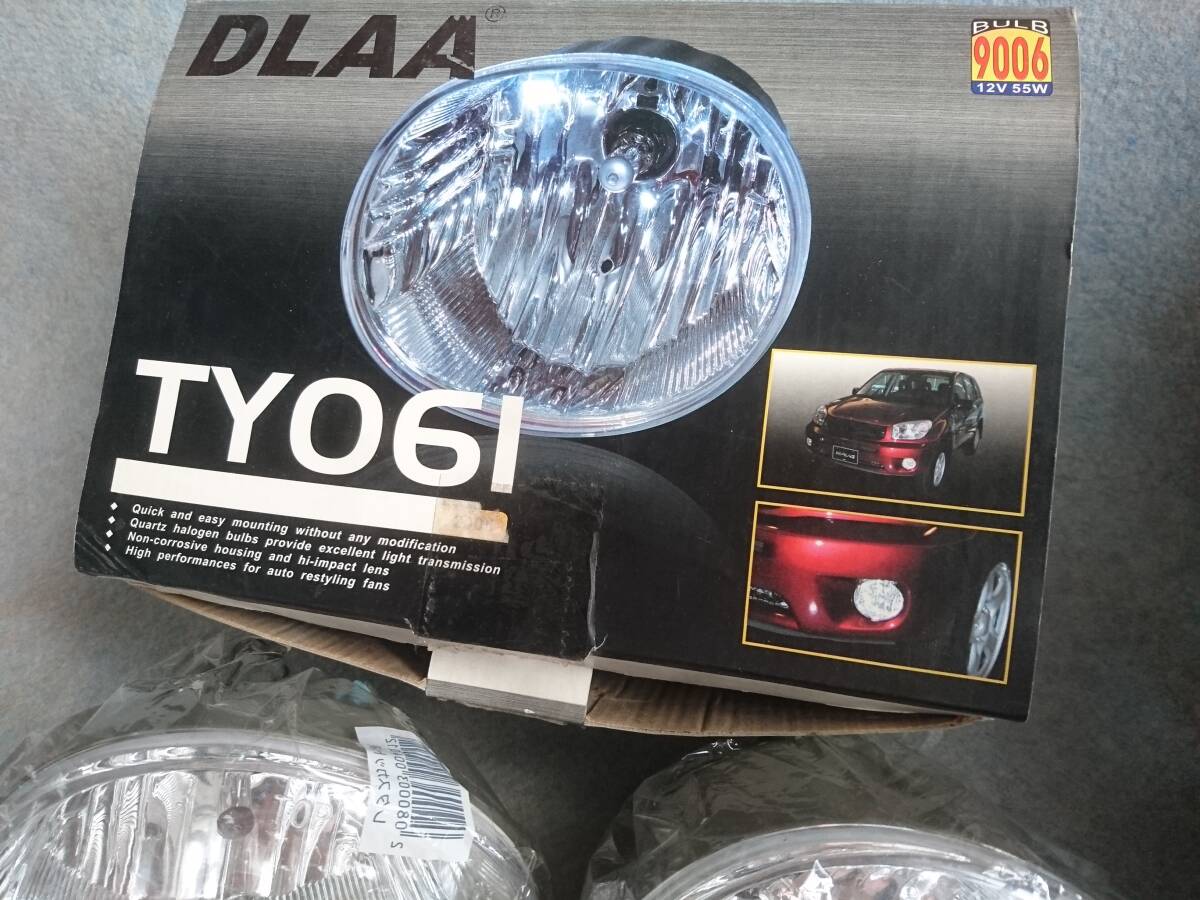 DLAA®
BULB
9006
12V 55W
TY061
Quick and easy mounting without any modification
Quartz halogen bulbs provide excellent light transmission
Non-corrosive housing and hi-impact lens
High performances for auto restyling fans